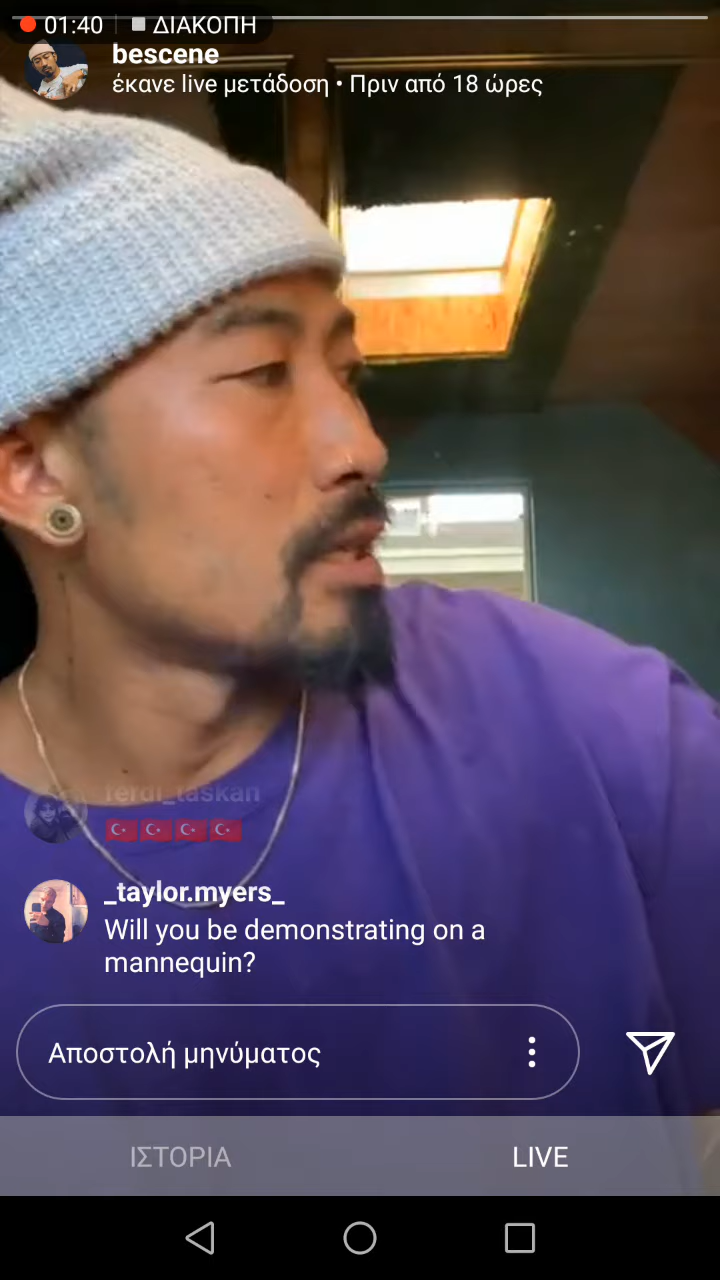 01:40 ΔΙΑΚΟΠΗ
bescene
έκανε live μετάδοση • Πριν από 18 ώρες
ferdi_taskan
🇹🇷🇹🇷🇹🇷🇹🇷
_taylor.myers_
Will you be demonstrating on a
mannequin?
Αποστολή μηνύματος
ΙΣΤΟΡΙΑ LIVE